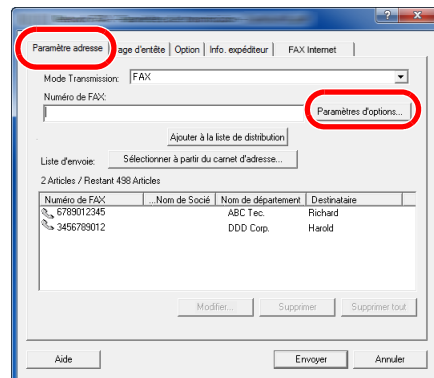 Paramètre adresse age d'entête Option Info. expéditeur FAX Internet
Mode Transmission: FAX
Numéro de FAX:
Paramètres d'options...
Ajouter à la liste de distribution
Liste d'envoie: Sélectionner à partir du carnet d'adresse...
2 Articles / Restant 498 Articles
Numéro de FAX ...Nom de Socié Nom de département Destinataire
6789012345 ABC Tec. Richard
3456789012 DDD Corp. Harold
Modifier... Supprimer Supprimer tout
Aide Envoyer Annuler